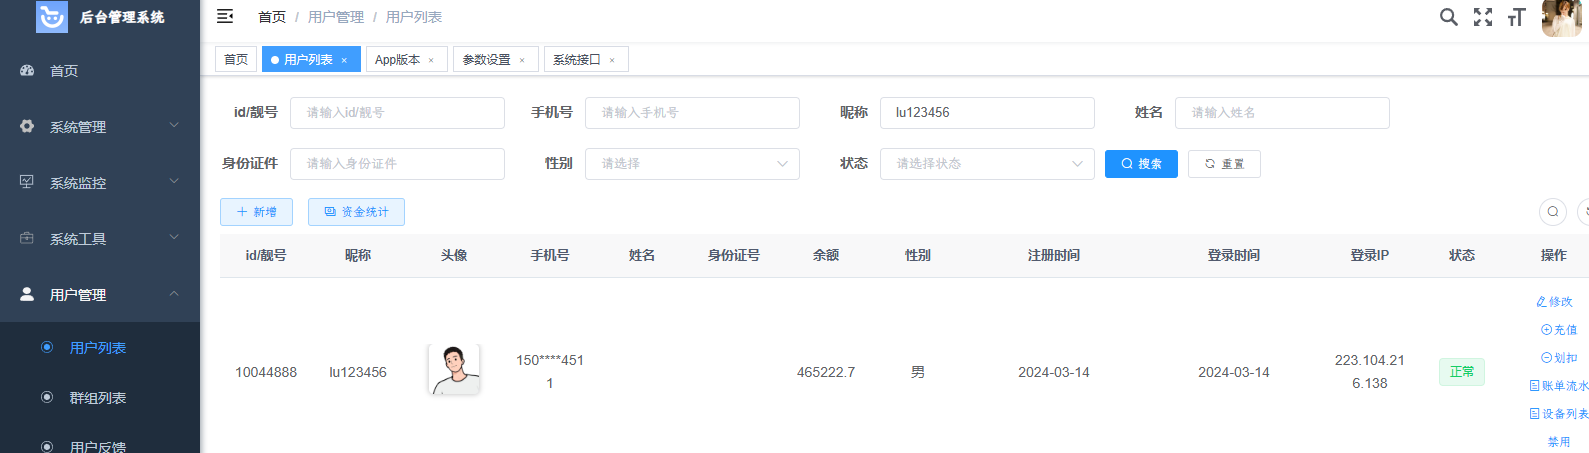 后台管理系统
首页 / 用户管理 / 用户列表
首页 用户列表 × App版本 × 参数设置 × 系统接口 ×
首页
系统管理
系统监控
系统工具
用户管理
用户列表
群组列表
用户反馈
id/靓号 请输入id/靓号 手机号 请输入手机号 昵称 lu123456 姓名 请输入姓名
身份证件 请输入身份证件 性别 请选择 状态 请选择状态 搜索 重置
新增 资金统计
id/靓号 昵称 头像 手机号 姓名 身份证号 余额 性别 注册时间 登录时间 登录IP 状态 操作
10044888 lu123456 150****451 465222.7 男 2024-03-14 2024-03-14 223.104.21 正常
1 6.138
修改
充值
划扣
账单流水
设备列表
禁用